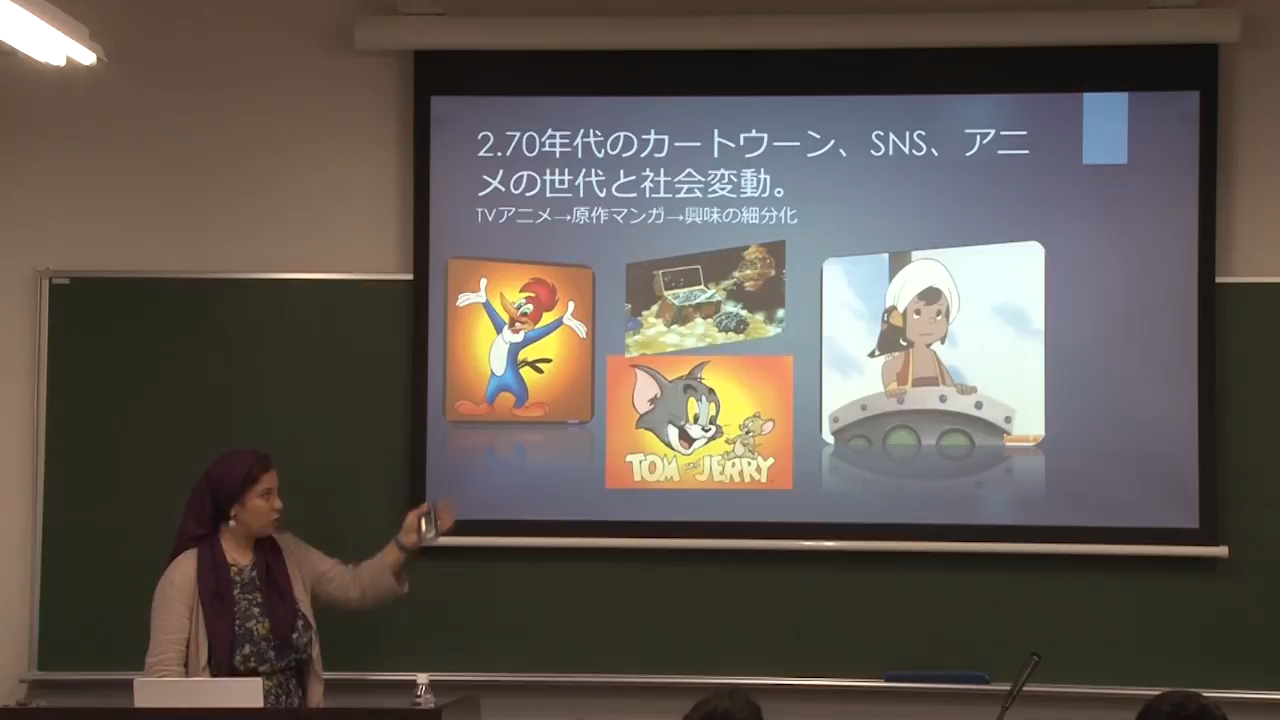 2.70年代のカートウーン、SNS、アニ
メの世代と社会変動。
TVアニメ→原作マンガ→興味の細分化
TOM AND JERRY